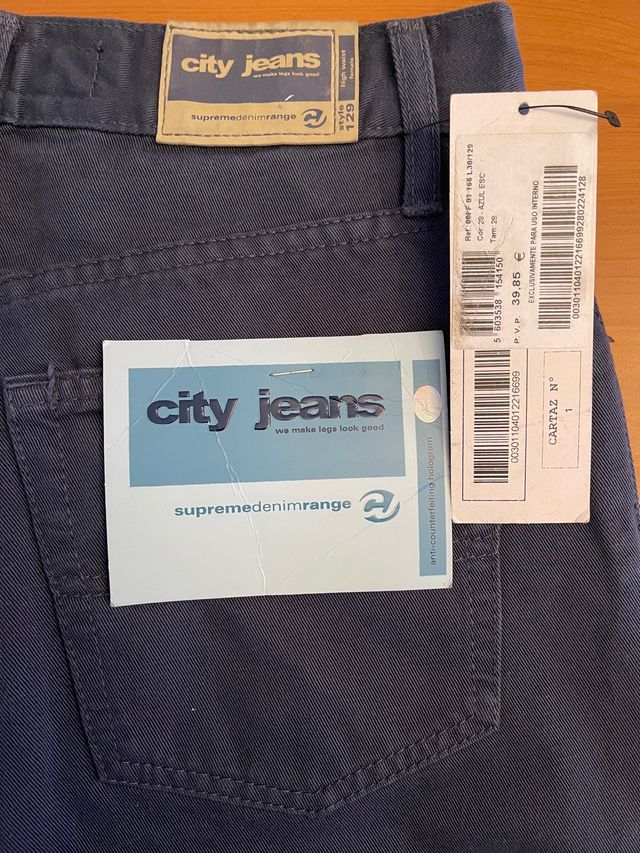 city jeans
we make legs look good
supremedenimrange
style 129
high waist
female
Cor: 29 - AZUL ESC
Tam: 29
5 603538 154150
P.V.P. 39,85 €
EXCLUSIVAMENTE PARA USO INTERNO
00301104012216699280224128
00301104012216699
CARTAZ Nº
1
city jeans
we make legs look good
supremedenimrange
anti-counterfeiting hologram